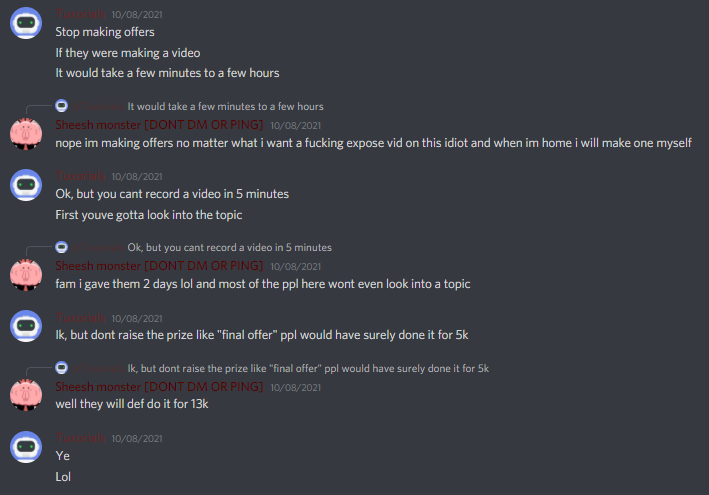 10/08/2021
Stop making offers
If they were making a video
It would take a few minutes to a few hours
It would take a few minutes to a few hours
Sheesh monster [DONT DM OR PING] 10/08/2021
nope im making offers no matter what i want a fucking expose vid on this idiot and when im home i will make one myself
10/08/2021
Ok, but you cant record a video in 5 minutes
First youve gotta look into the topic
Ok, but you cant record a video in 5 minutes
Sheesh monster [DONT DM OR PING] 10/08/2021
fam i gave them 2 days lol and most of the ppl here wont even look into a topic
10/08/2021
Ik, but dont raise the prize like "final offer" ppl would have surely done it for 5k
Ik, but dont raise the prize like "final offer" ppl would have surely done it for 5k
Sheesh monster [DONT DM OR PING] 10/08/2021
well they will def do it for 13k
10/08/2021
Ye
Lol